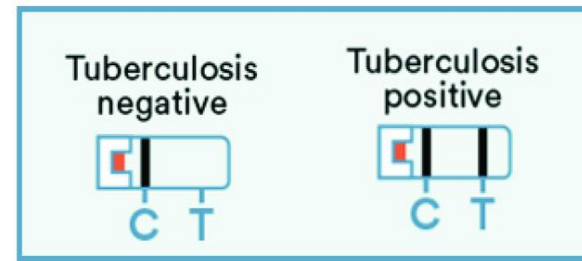 Tuberculosis
negative
C T
Tuberculosis
positive
C T